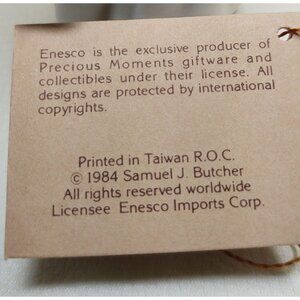 Enesco is the exclusive producer of
Precious Moments giftware and
collectibles under their license. All
designs are protected by international
copyrights.
Printed in Taiwan R.O.C.
© 1984 Samuel J. Butcher
All rights reserved worldwide
Licensee Enesco Imports Corp.